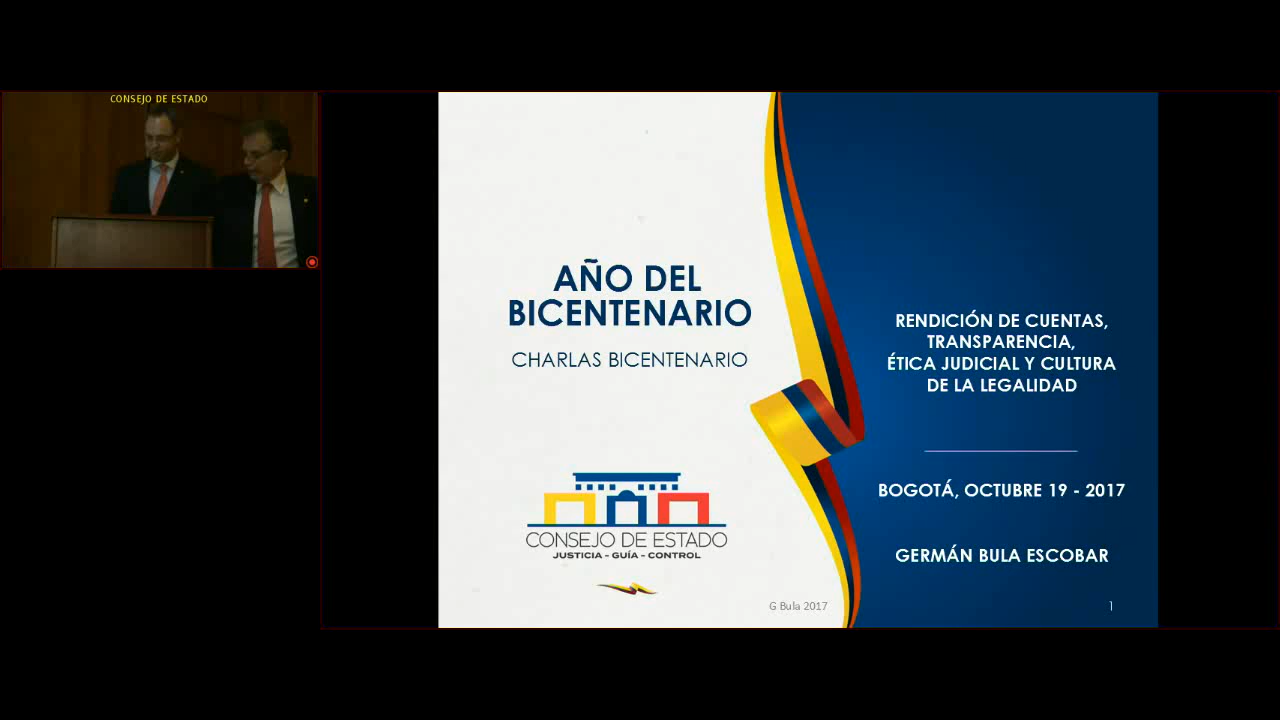 CONSEJO DE ESTADO
AÑO DEL
BICENTENARIO
CHARLAS BICENTENARIO
CONSEJO DE ESTADO
JUSTICIA - GUÍA - CONTROL
G Bula 2017
RENDICIÓN DE CUENTAS,
TRANSPARENCIA,
ÉTICA JUDICIAL Y CULTURA
DE LA LEGALIDAD
BOGOTÁ, OCTUBRE 19 - 2017
GERMÁN BULA ESCOBAR
1